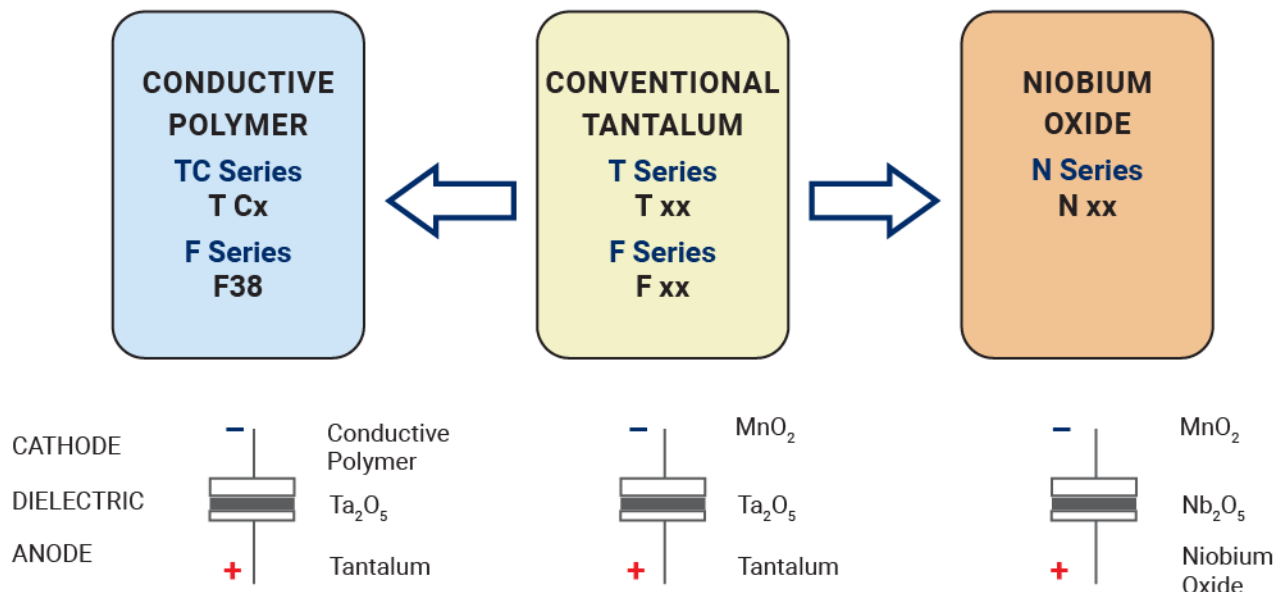 CONDUCTIVE
POLYMER
TC Series
T Cx
F Series
F38
CONVENTIONAL
TANTALUM
T Series
T xx
F Series
F xx
NIOBIUM
OXIDE
N Series
N xx
CATHODE
DIELECTRIC
ANODE
−
Conductive
Polymer
Ta₂O₅
+
Tantalum
−
MnO₂
Ta₂O₅
+
Tantalum
−
MnO₂
Nb₂O₅
+
Niobium
Oxide